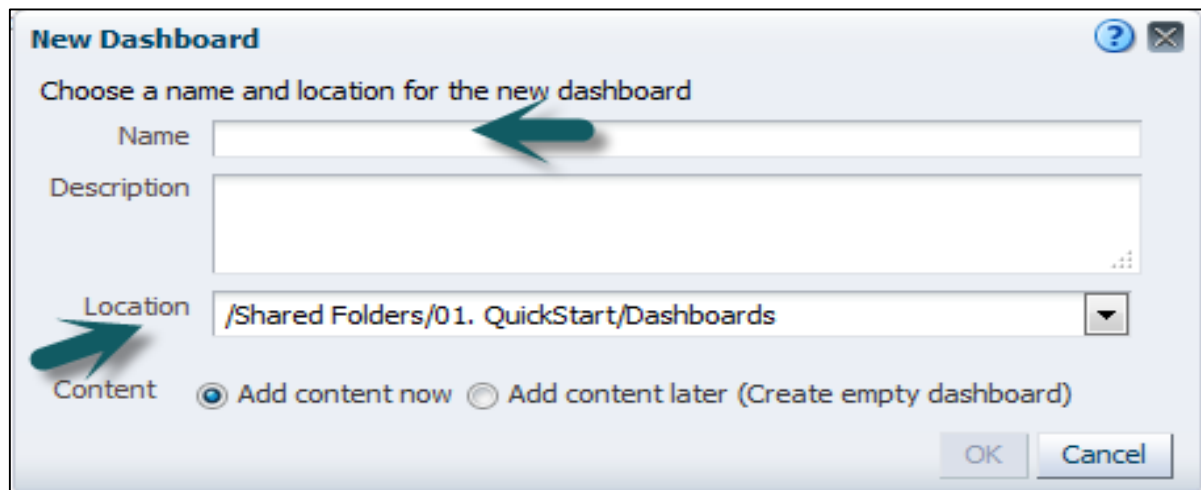 New Dashboard
Choose a name and location for the new dashboard
Name
Description
Location /Shared Folders/01. QuickStart/Dashboards
Content Add content now Add content later (Create empty dashboard)
OK Cancel